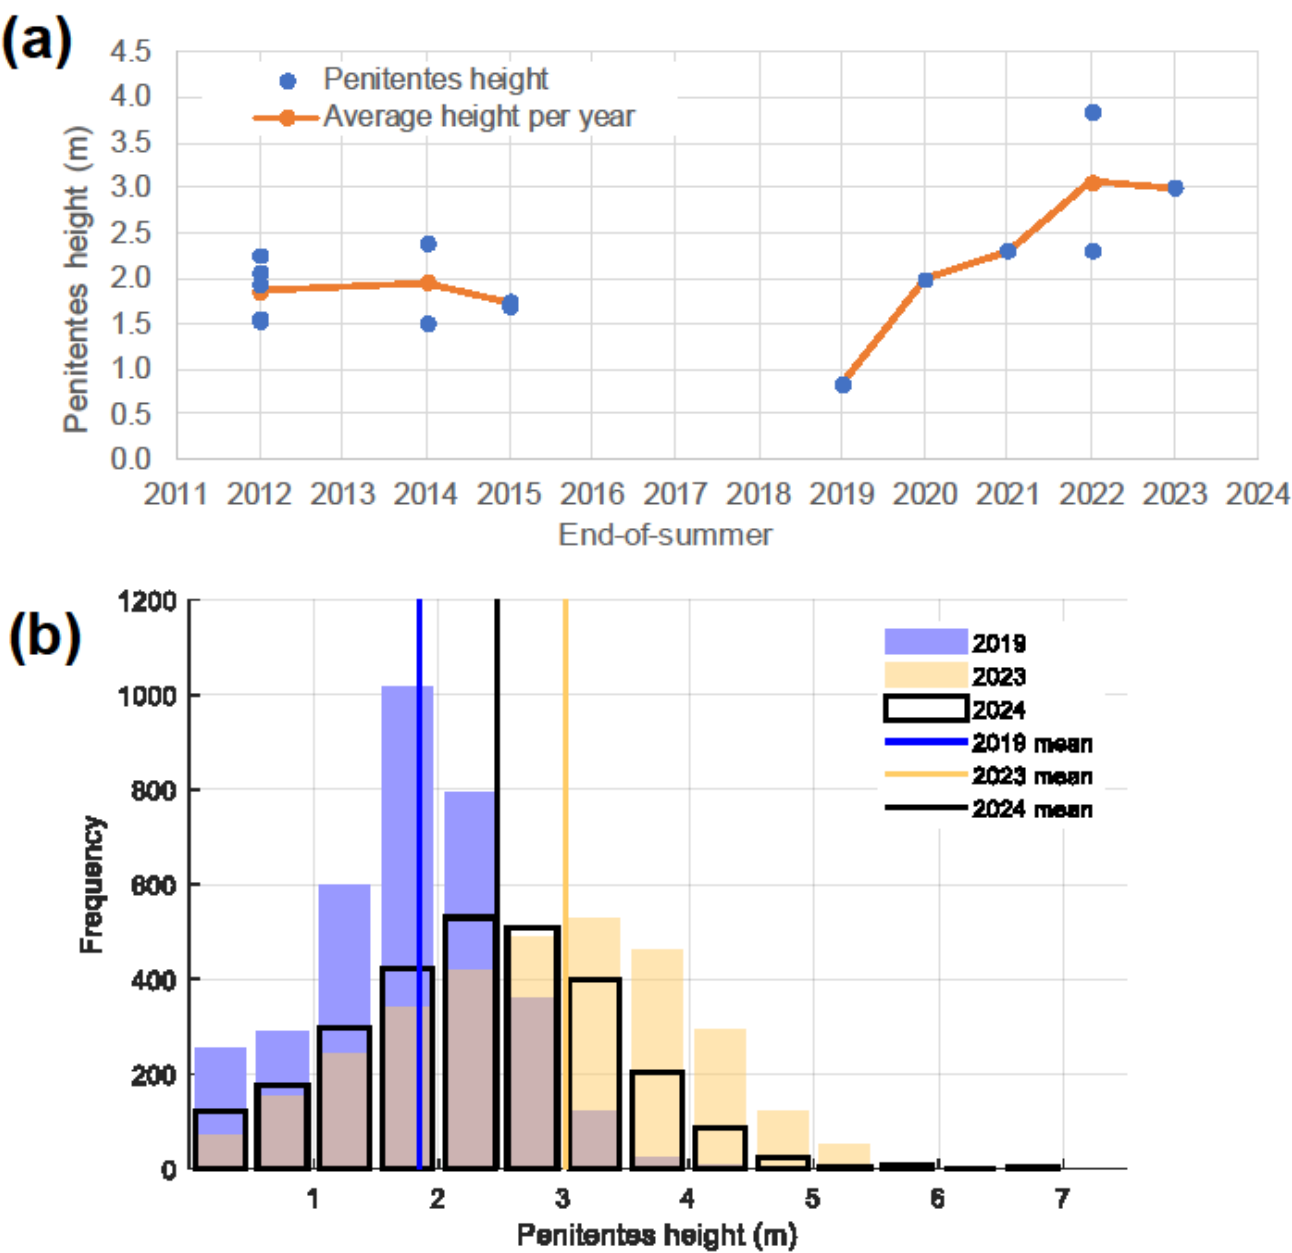 (a)
4.5
4.0
3.5
3.0
2.5
2.0
1.5
1.0
0.5
0.0
Penitentes height (m)
Penitentes height
Average height per year
2011 2012 2013 2014 2015 2016 2017 2018 2019 2020 2021 2022 2023 2024
End-of-summer
(b)
1200
1000
800
600
400
200
0
Frequency
2019
2023
2024
2019 mean
2023 mean
2024 mean
1 2 3 4 5 6 7
Penitentes height (m)